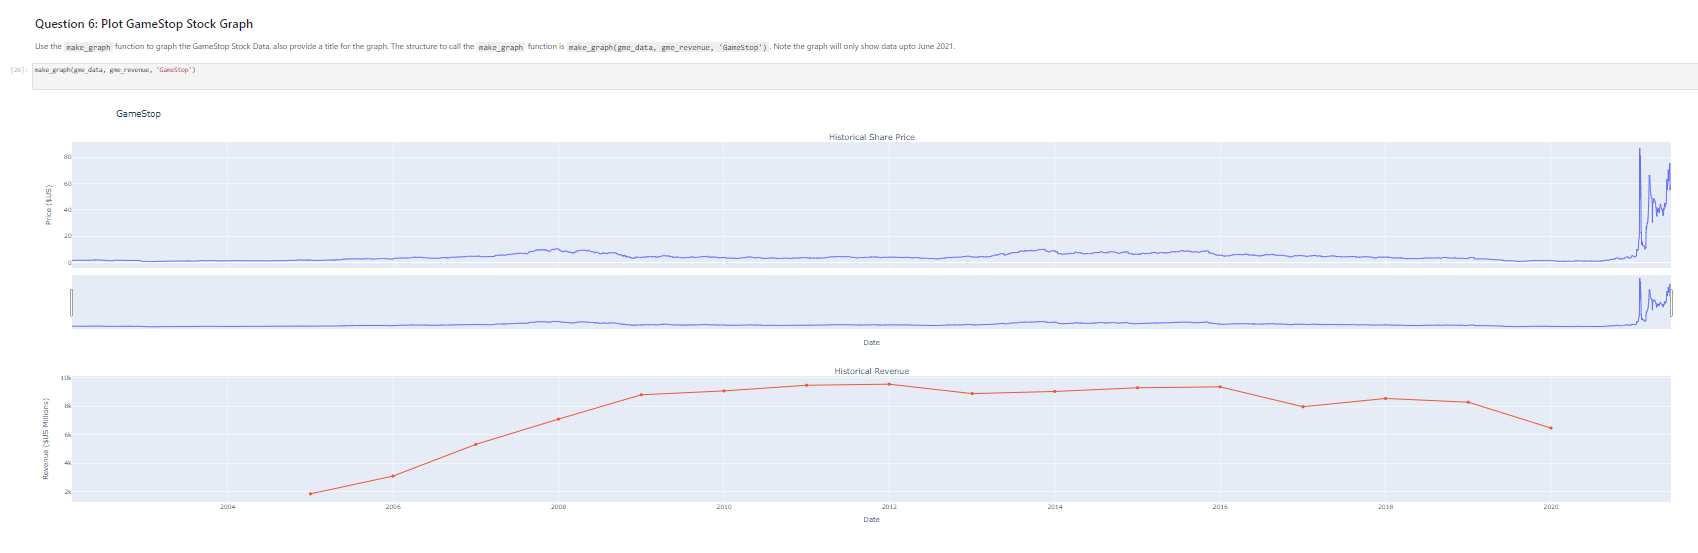 Question 6: Plot GameStop Stock Graph
Use the make_graph function to graph the GameStop Stock Data, also provide a title for the graph. The structure to call the make_graph function is make_graph(gme_data, gme_revenue, 'GameStop') . Note the graph will only show data upto June 2021.
[26]: make_graph(gme_data, gme_revenue, 'GameStop')
GameStop
Historical Share Price
Price ($US)
80
60
40
20
0
Date
Historical Revenue
Revenue ($US Millions)
10k
8k
6k
4k
2k
2004 2006 2008 2010 2012 2014 2016 2018 2020
Date